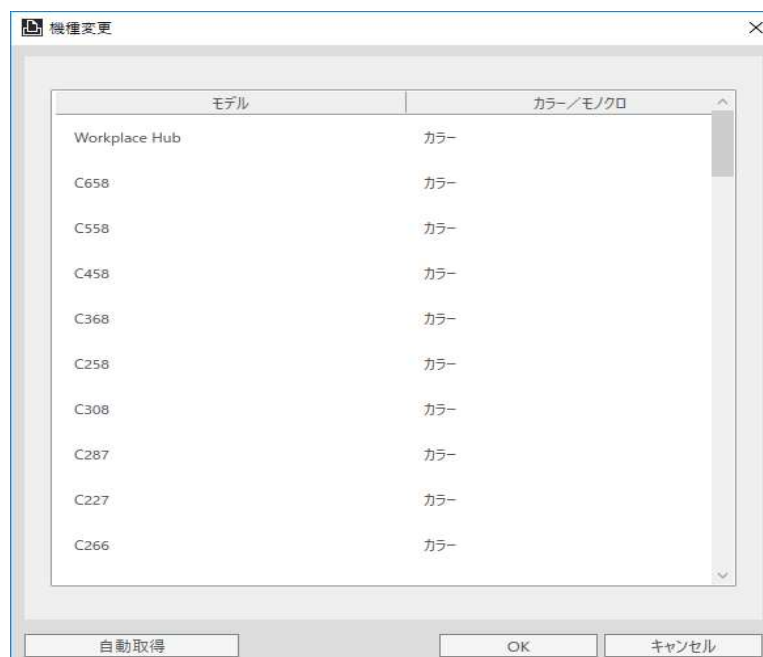 機種変更
モデル カラー/モノクロ
Workplace Hub カラー
C658 カラー
C558 カラー
C458 カラー
C368 カラー
C258 カラー
C308 カラー
C287 カラー
C227 カラー
C266 カラー
自動取得 OK キャンセル